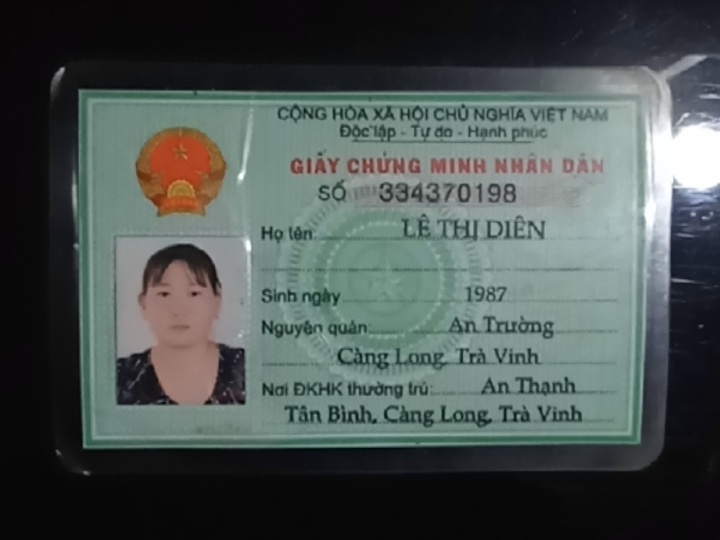 CỘNG HÒA XÃ HỘI CHỦ NGHĨA VIỆT NAM
Độc lập - Tự do - Hạnh phúc
GIẤY CHỨNG MINH NHÂN DÂN
SỐ 334370198
Họ tên: LÊ THỊ DIÊN
Sinh ngày 1987
Nguyên quán: An Trường
Càng Long, Trà Vinh
Nơi ĐKHK thường trú: An Thạnh
Tân Bình, Càng Long, Trà Vinh